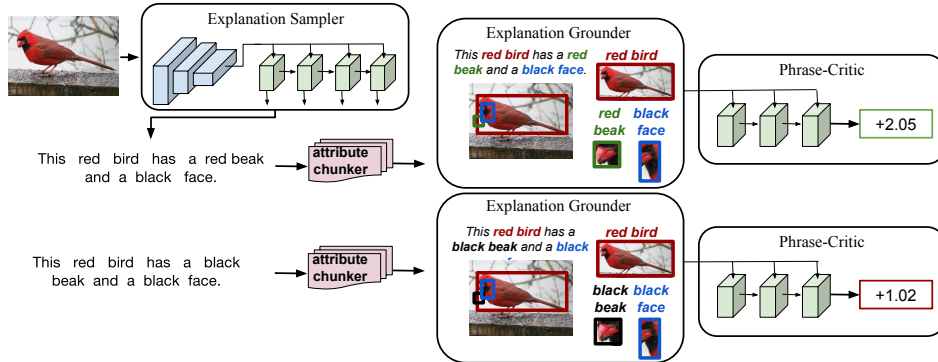 Explanation Sampler
This red bird has a red beak
and a black face.
attribute
chunker
Explanation Grounder
This red bird has a red
beak and a black face.
red bird
red
beak
black
face
Phrase-Critic
+2.05
This red bird has a black
beak and a black face.
attribute
chunker
Explanation Grounder
This red bird has a
black beak and a black
red bird
black
beak
black
face
Phrase-Critic
+1.02